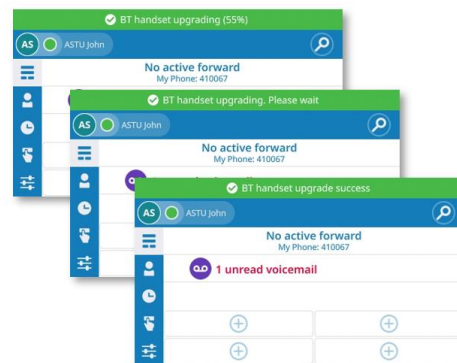 BT handset upgrading (55%)
AS ASTU John
No active forward
My Phone: 410067
BT handset upgrading. Please wait
AS ASTU John
No active forward
My Phone: 410067
BT handset upgrade success
AS ASTU John
No active forward
My Phone: 410067
1 unread voicemail